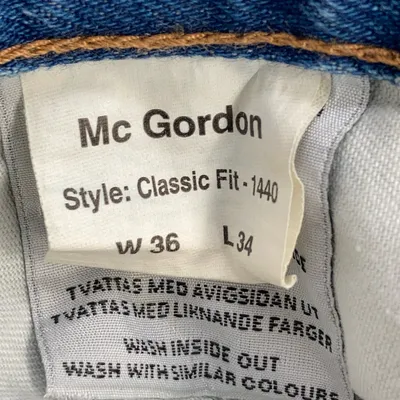 Mc Gordon
Style: Classic Fit - 1440
W 36 L 34
TVATTAS MED AVIGSIDAN UT
TVATTAS MED LIKNANDE FARGER
WASH INSIDE OUT
WASH WITH SIMILAR COLOURS